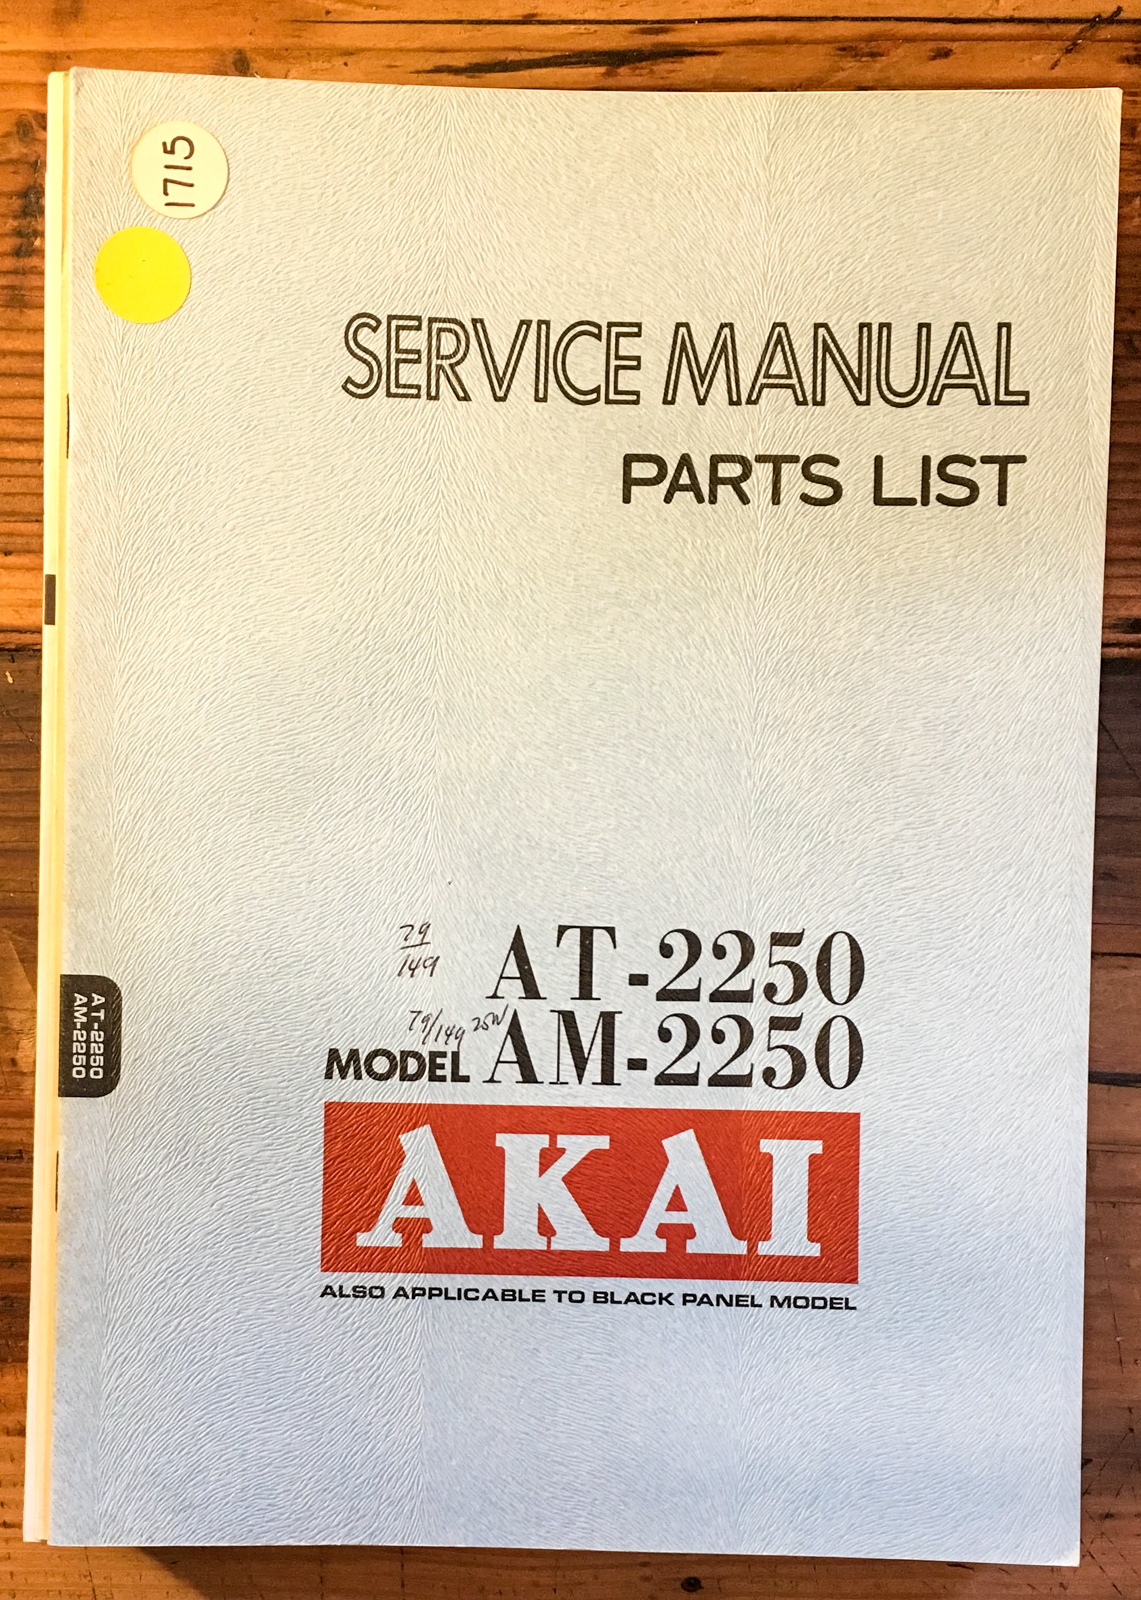 1715
SERVICE MANUAL
PARTS LIST
79
149
AT-2250
79/149 25W
MODEL AM-2250
AT-2250
AM-2250
AKAI
ALSO APPLICABLE TO BLACK PANEL MODEL